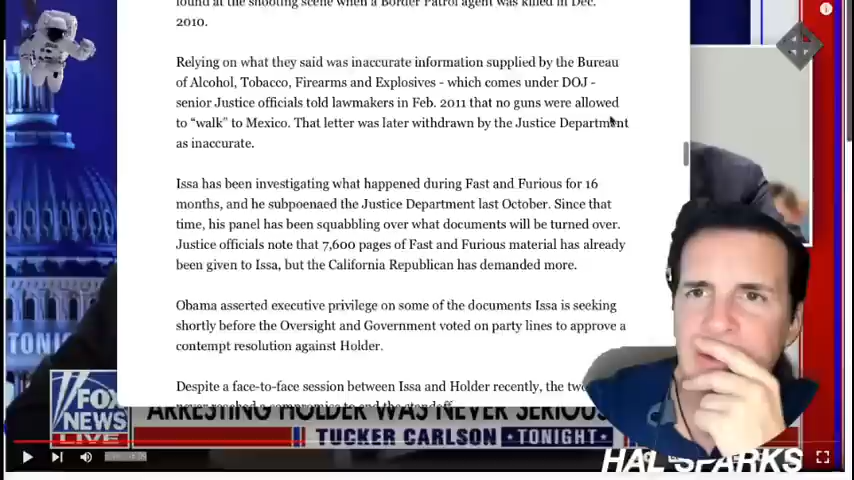 found at the shooting scene when a Border Patrol agent was killed in Dec.
2010.
Relying on what they said was inaccurate information supplied by the Bureau
of Alcohol, Tobacco, Firearms and Explosives - which comes under DOJ -
senior Justice officials told lawmakers in Feb. 2011 that no guns were allowed
to “walk” to Mexico. That letter was later withdrawn by the Justice Department
as inaccurate.
Issa has been investigating what happened during Fast and Furious for 16
months, and he subpoenaed the Justice Department last October. Since that
time, his panel has been squabbling over what documents will be turned over.
Justice officials note that 7,600 pages of Fast and Furious material has already
been given to Issa, but the California Republican has demanded more.
Obama asserted executive privilege on some of the documents Issa is seeking
shortly before the Oversight and Government voted on party lines to approve a
contempt resolution against Holder.
Despite a face-to-face session between Issa and Holder recently, the two
never reached a compromise to end the standoff.
TONIGHT
FOX
NEWS
LIVE
ARRESTING HOLDER WAS NEVER SERIOUS
TUCKER CARLSON TONIGHT
HAL SPARKS